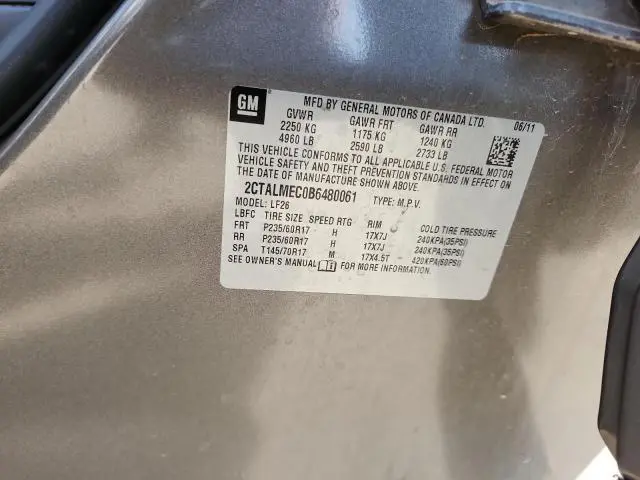 GM
MFD BY GENERAL MOTORS OF CANADA LTD. 06/11
GVWR GAWR FRT GAWR RR
2250 KG 1175 KG 1240 KG
4960 LB 2590 LB 2733 LB
THIS VEHICLE CONFORMS TO ALL APPLICABLE U.S. FEDERAL MOTOR
VEHICLE SAFETY AND THEFT PREVENTION STANDARDS IN EFFECT ON
THE DATE OF MANUFACTURE SHOWN ABOVE.
2CTALMEC0B6480061 TYPE: M.P.V.
MODEL: LF26
LBFC TIRE SIZE SPEED RTG RIM COLD TIRE PRESSURE
FRT P235/60R17 H 17X7J 240KPA(35PSI)
RR P235/60R17 H 17X7J 240KPA(35PSI)
SPA T145/70R17 M 17X4.5T 420KPA(60PSI)
SEE OWNER'S MANUAL FOR MORE INFORMATION.